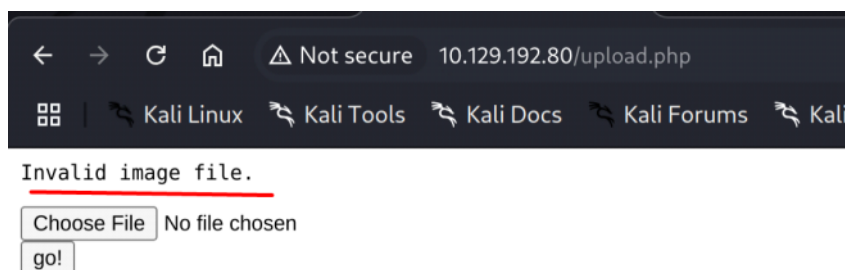 Not secure 10.129.192.80/upload.php
Kali Linux Kali Tools Kali Docs Kali Forums Kali
Invalid image file.
Choose File No file chosen
go!